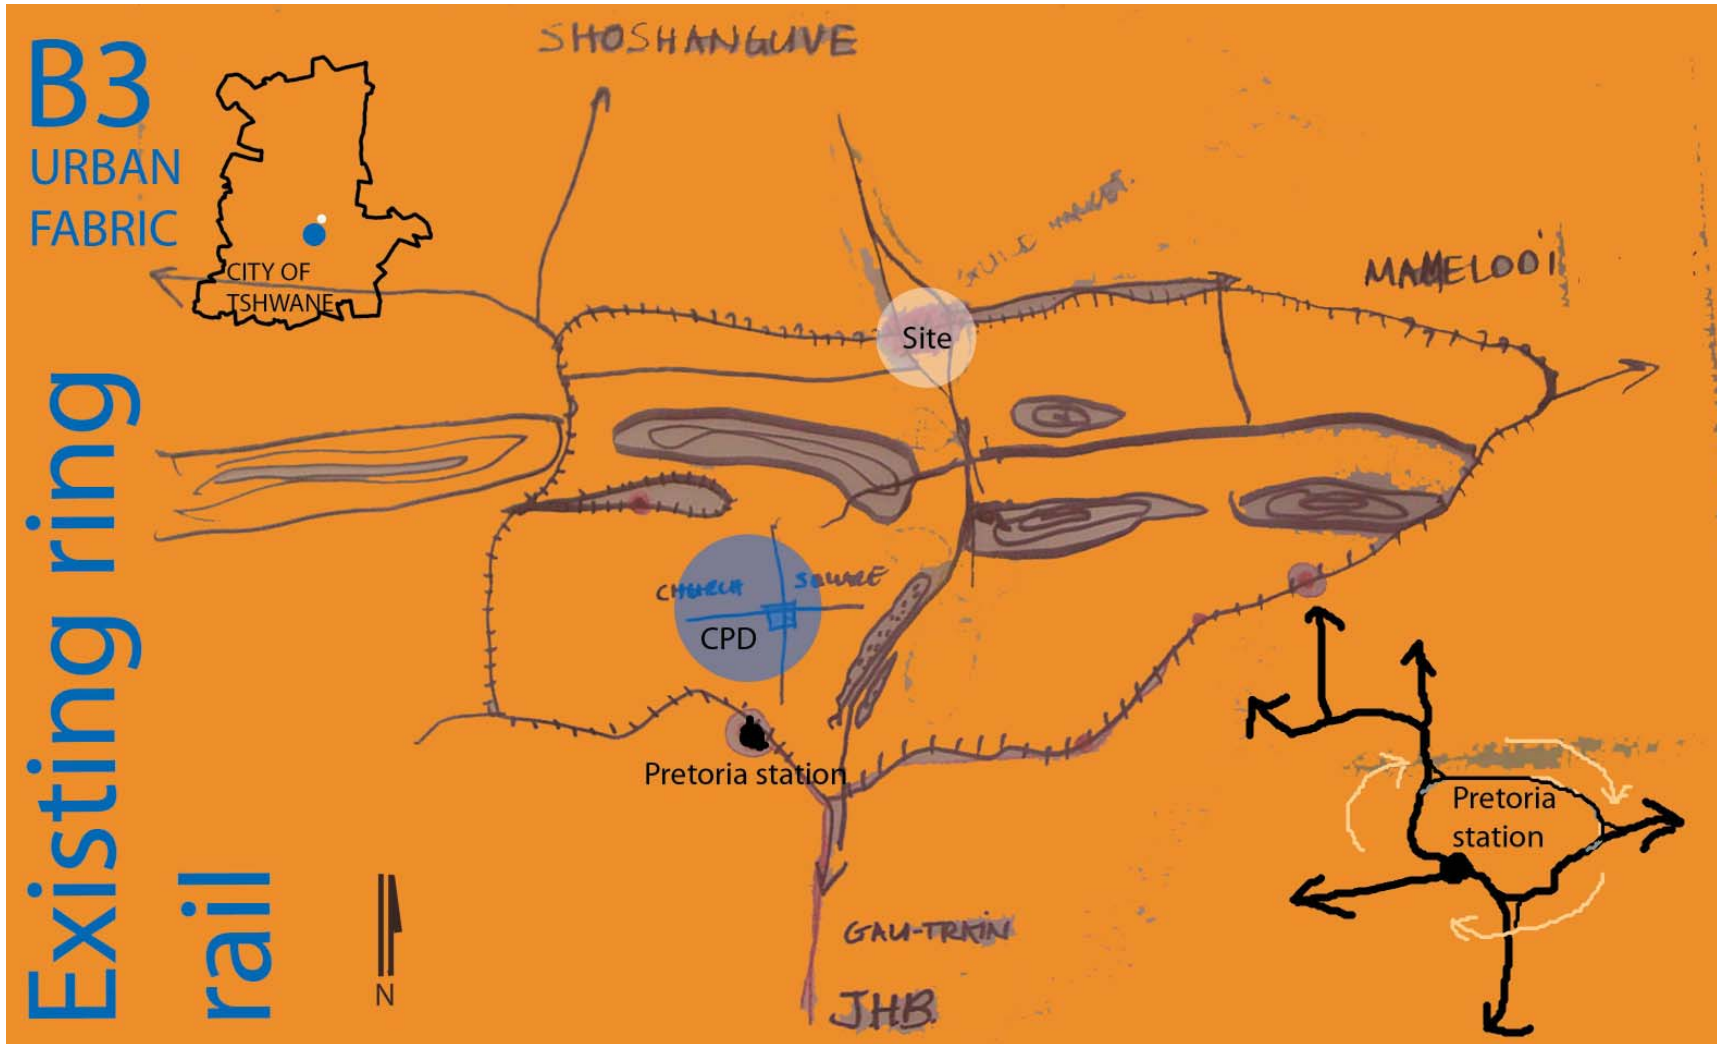 B3
URBAN
FABRIC
CITY OF
TSHWANE
SHOSHANGUVE
MAMELODI
Site
CHURCH SQUARE
CPD
Pretoria station
GAU-TRAIN
JHB.
N
Pretoria
station
Existing ring
rail